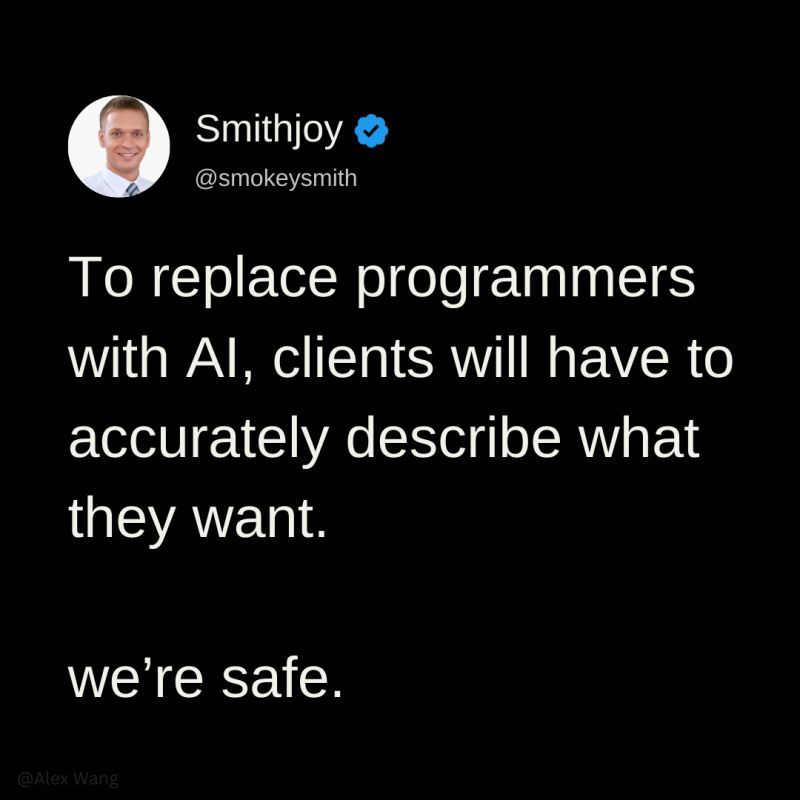 Smithjoy
@smokeysmith
To replace programmers
with AI, clients will have to
accurately describe what
they want.
we’re safe.
@Alex Wang